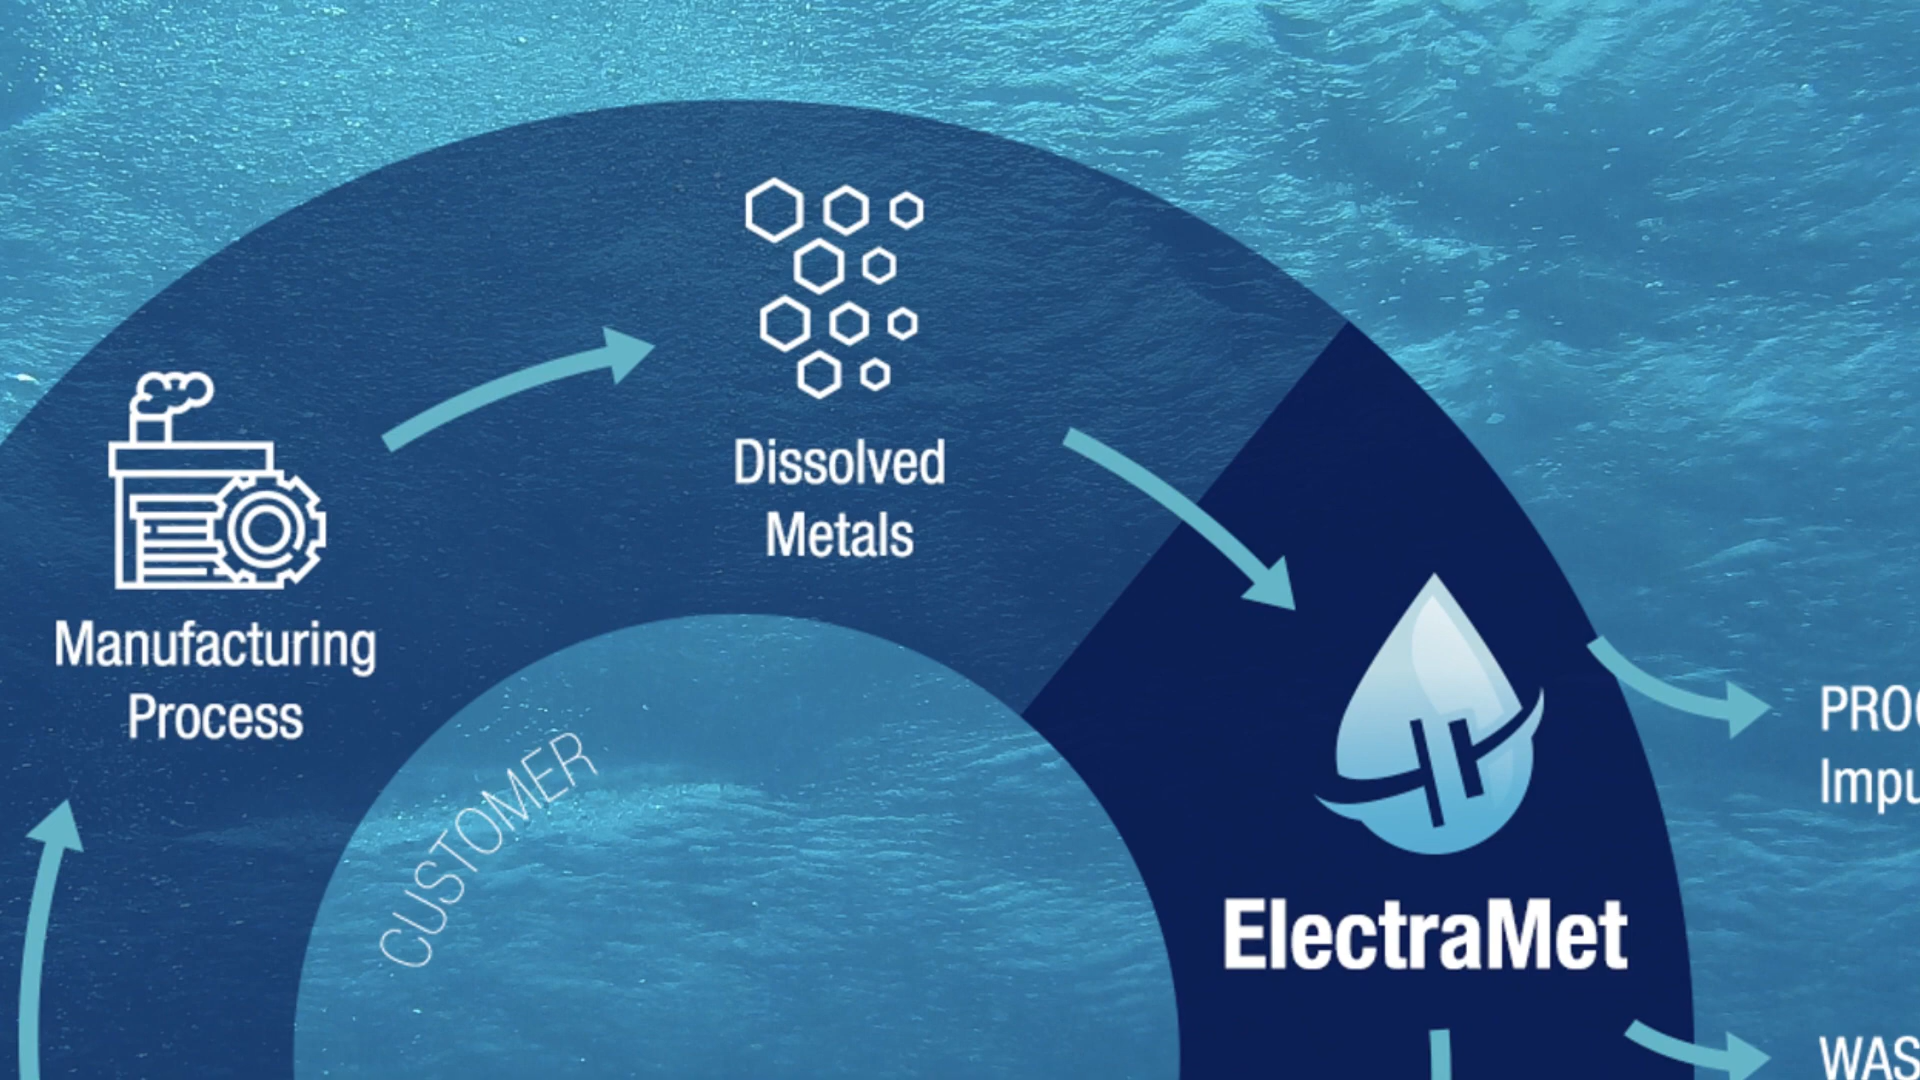 Dissolved
Metals
Manufacturing
Process
CUSTOMER
ElectraMet